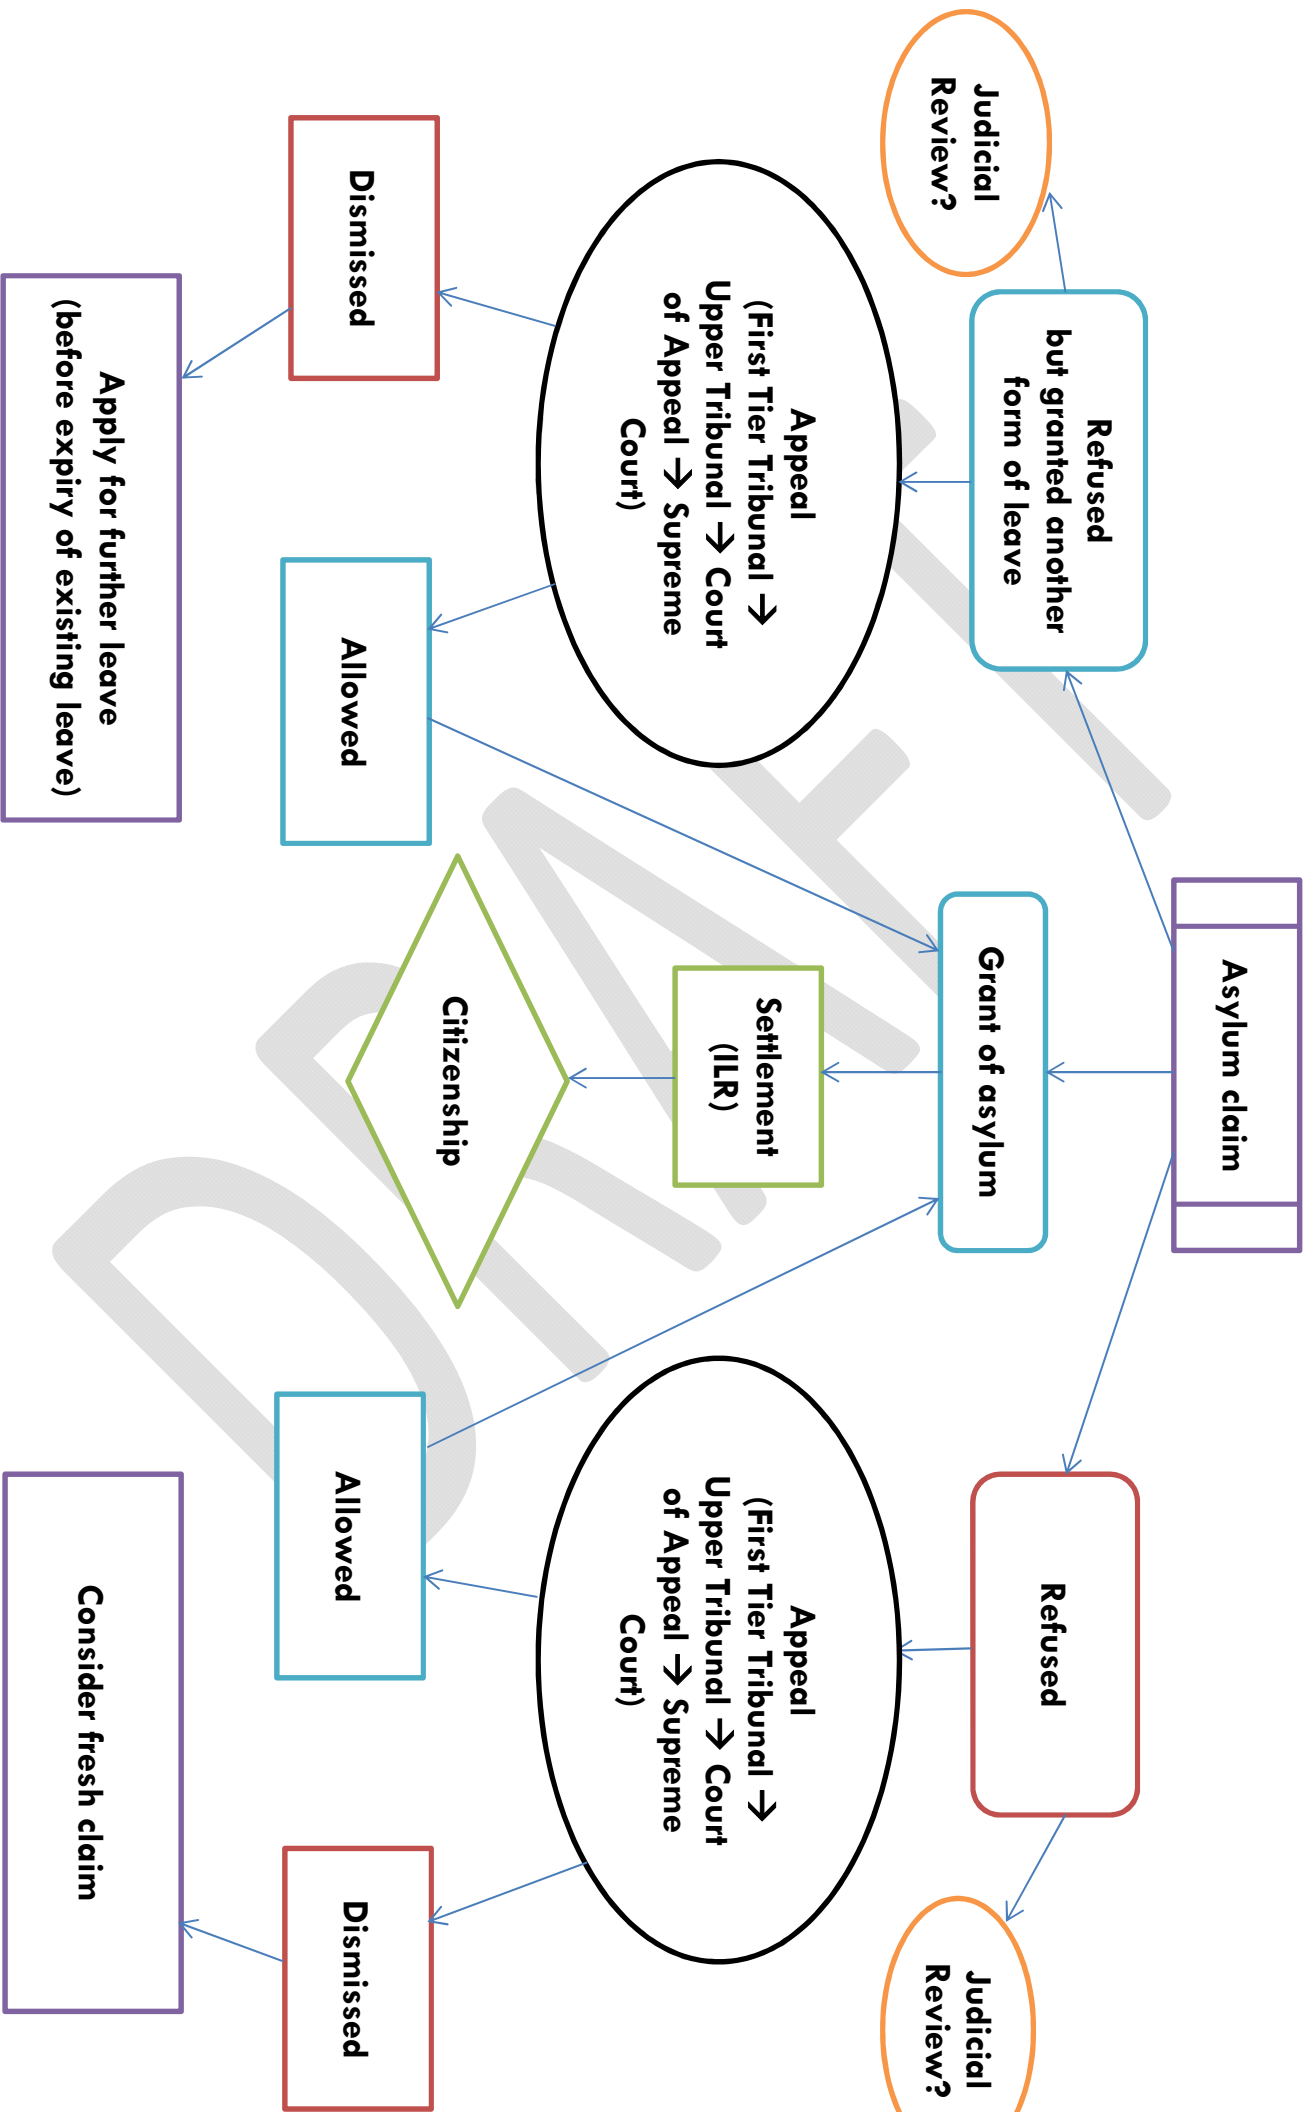 Asylum claim
Refused
but granted another
form of leave
Grant of asylum
Refused
Judicial
Review?
Judicial
Review?
Appeal
(First Tier Tribunal →
Upper Tribunal → Court
of Appeal → Supreme
Court)
Settlement
(ILR)
Appeal
(First Tier Tribunal →
Upper Tribunal → Court
of Appeal → Supreme
Court)
Dismissed
Allowed
Citizenship
Allowed
Dismissed
Apply for further leave
(before expiry of existing leave)
Consider fresh claim
DRAFT